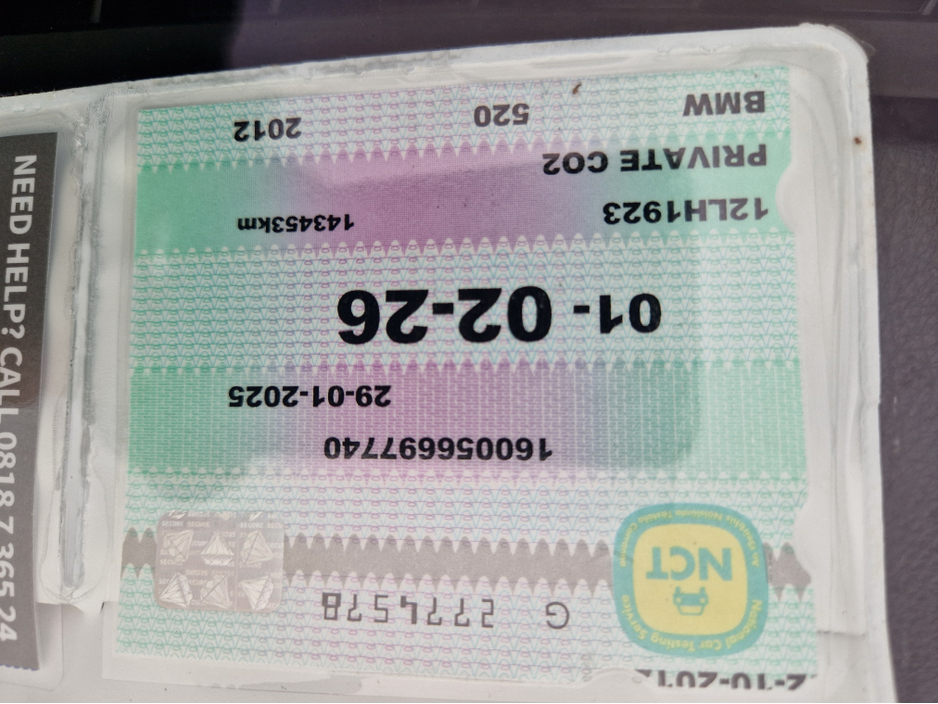 National Car Testing Service
NCT
G 2774578
160056697740
29-01-2025
01 - 02-26
12LH1923 143453km
PRIVATE CO2
BMW 520 2012
NEED HELP? CALL 0818 7 365 24